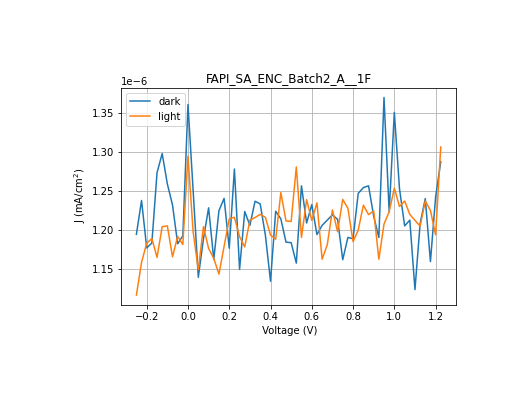 FAPI_SA_ENC_Batch2_A__1F
1e−6
dark
light
1.35
1.30
1.25
1.20
1.15
J (mA/cm²)
−0.2
0.0
0.2
0.4
0.6
0.8
1.0
1.2
Voltage (V)